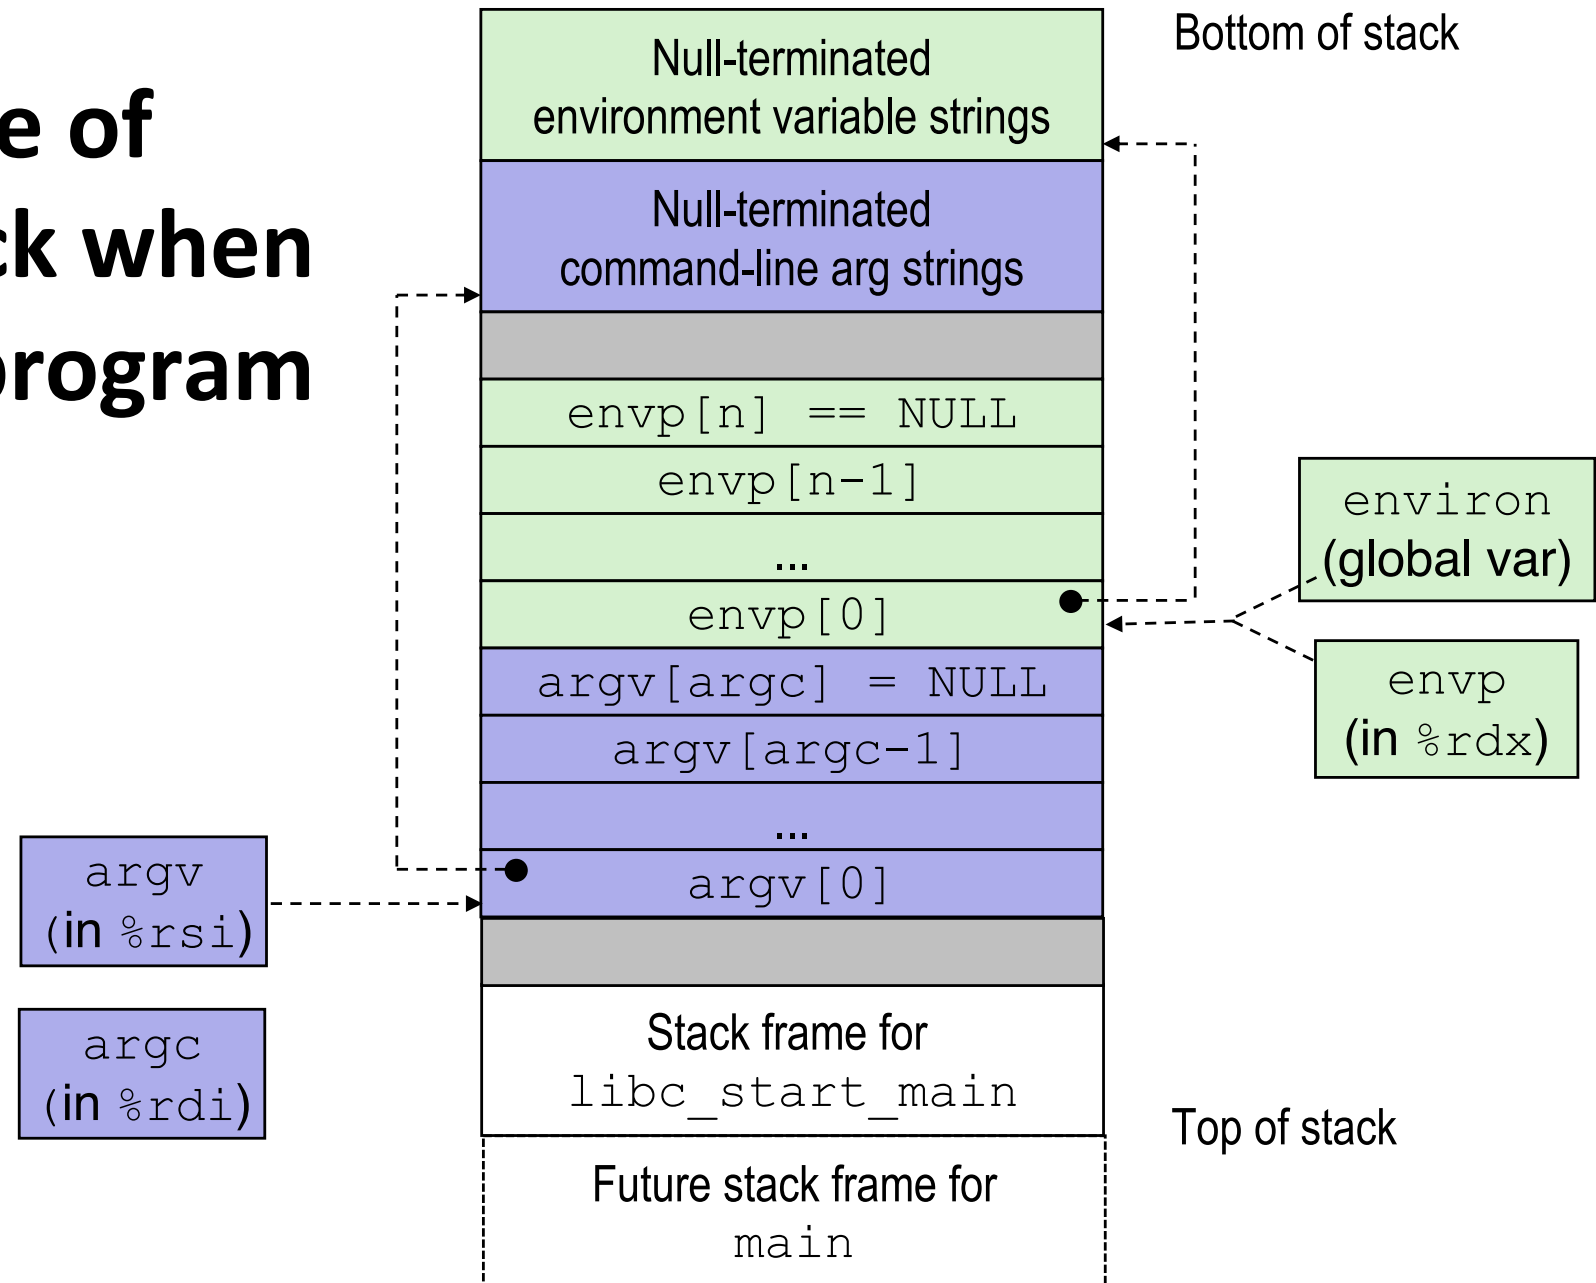 e of
ck when
program
Bottom of stack
Null-terminated
environment variable strings
Null-terminated
command-line arg strings
envp[n] == NULL
envp[n-1]
...
envp[0]
argv[argc] = NULL
argv[argc-1]
...
argv[0]
environ
(global var)
envp
(in %rdx)
argv
(in %rsi)
argc
(in %rdi)
Stack frame for
libc_start_main
Top of stack
Future stack frame for
main